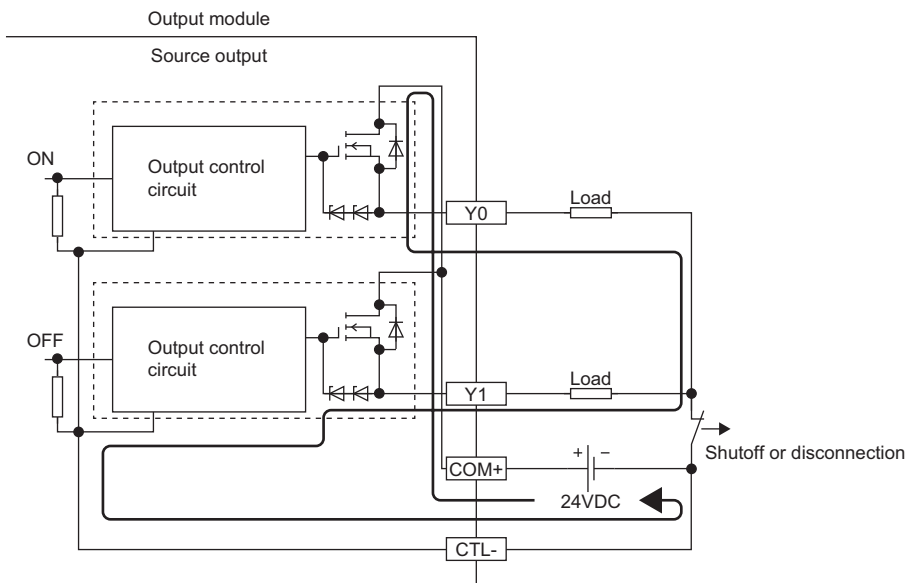 Output module
Source output
ON
Output control
circuit
Y0
Load
OFF
Output control
circuit
Y1
Load
Shutoff or disconnection
COM+
+ −
24VDC
CTL-